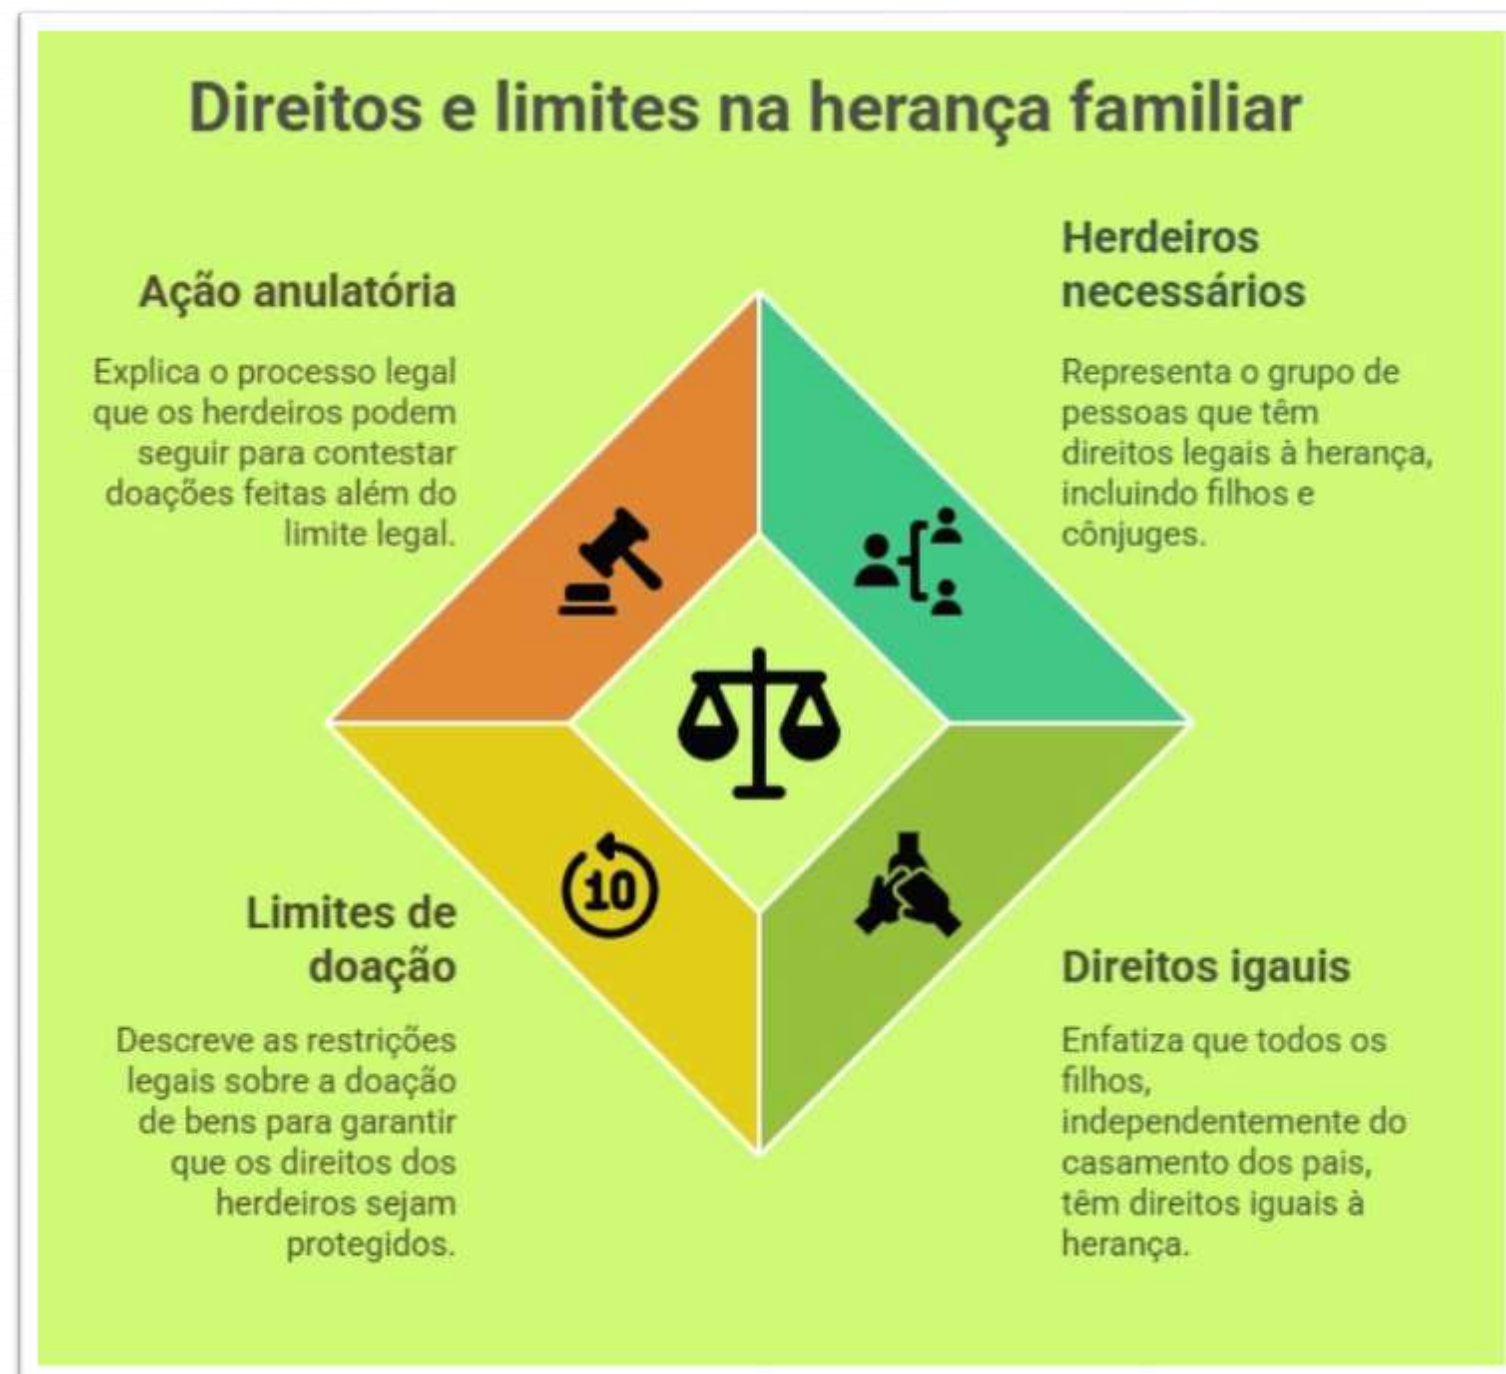 Direitos e limites na herança familiar
Ação anulatória
Explica o processo legal
que os herdeiros podem
seguir para contestar
doações feitas além do
limite legal.
Herdeiros
necessários
Representa o grupo de
pessoas que têm
direitos legais à herança,
incluindo filhos e
cônjuges.
10
Limites de
doação
Descreve as restrições
legais sobre a doação
de bens para garantir
que os direitos dos
herdeiros sejam
protegidos.
Direitos igauis
Enfatiza que todos os
filhos,
independentemente do
casamento dos pais,
têm direitos iguais à
herança.